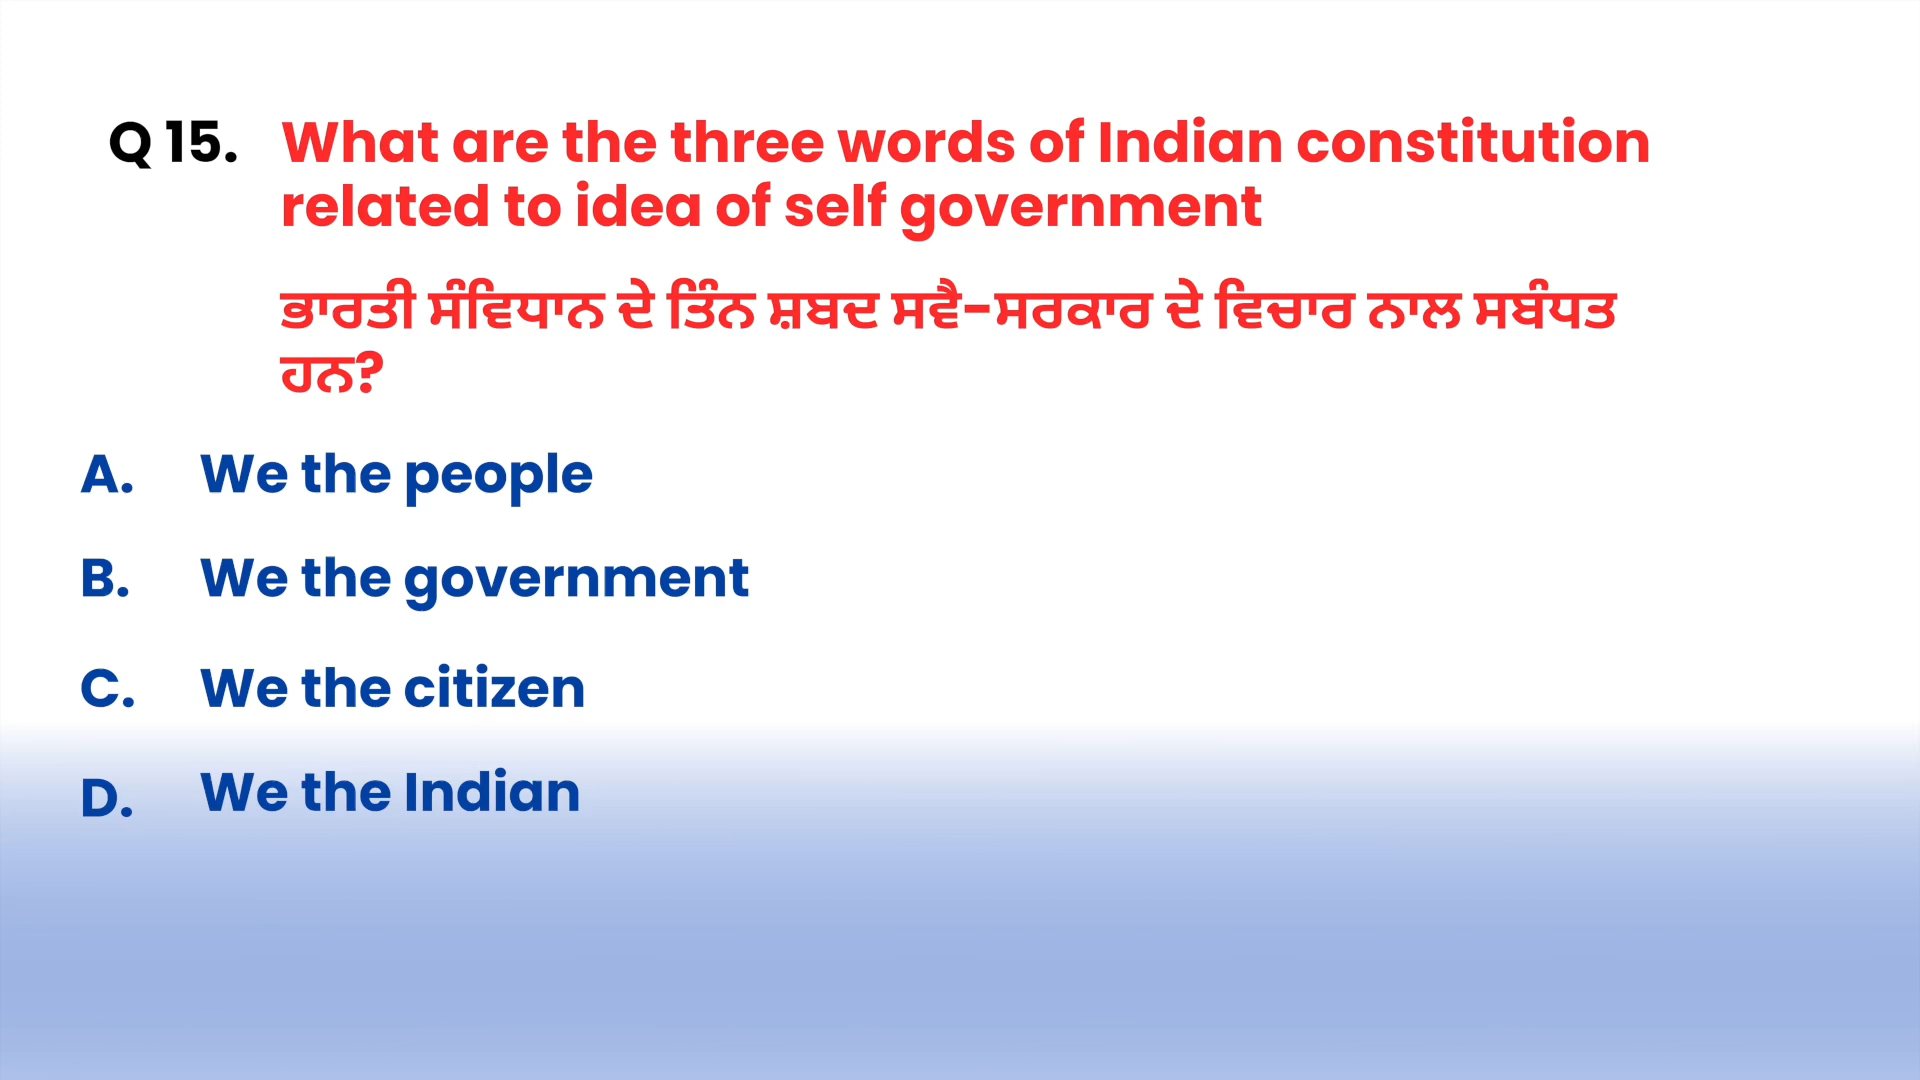 Q 15. What are the three words of Indian constitution
related to idea of self government
ਭਾਰਤੀ ਸੰਵਿਧਾਨ ਦੇ ਤਿੰਨ ਸ਼ਬਦ ਸਵੈ-ਸਰਕਾਰ ਦੇ ਵਿਚਾਰ ਨਾਲ ਸਬੰਧਤ
ਹਨ?
A. We the people
B. We the government
C. We the citizen
D. We the Indian